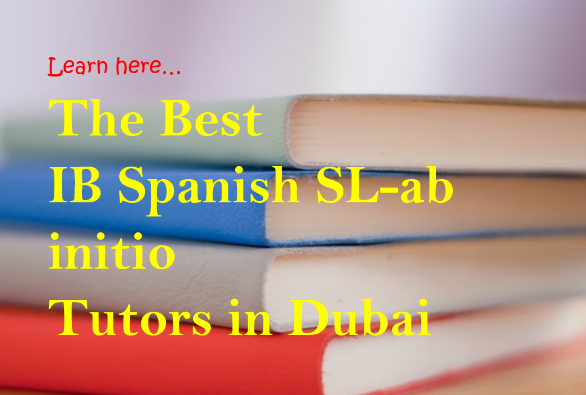 Learn here...
The Best
IB Spanish SL-ab
initio
Tutors in Dubai